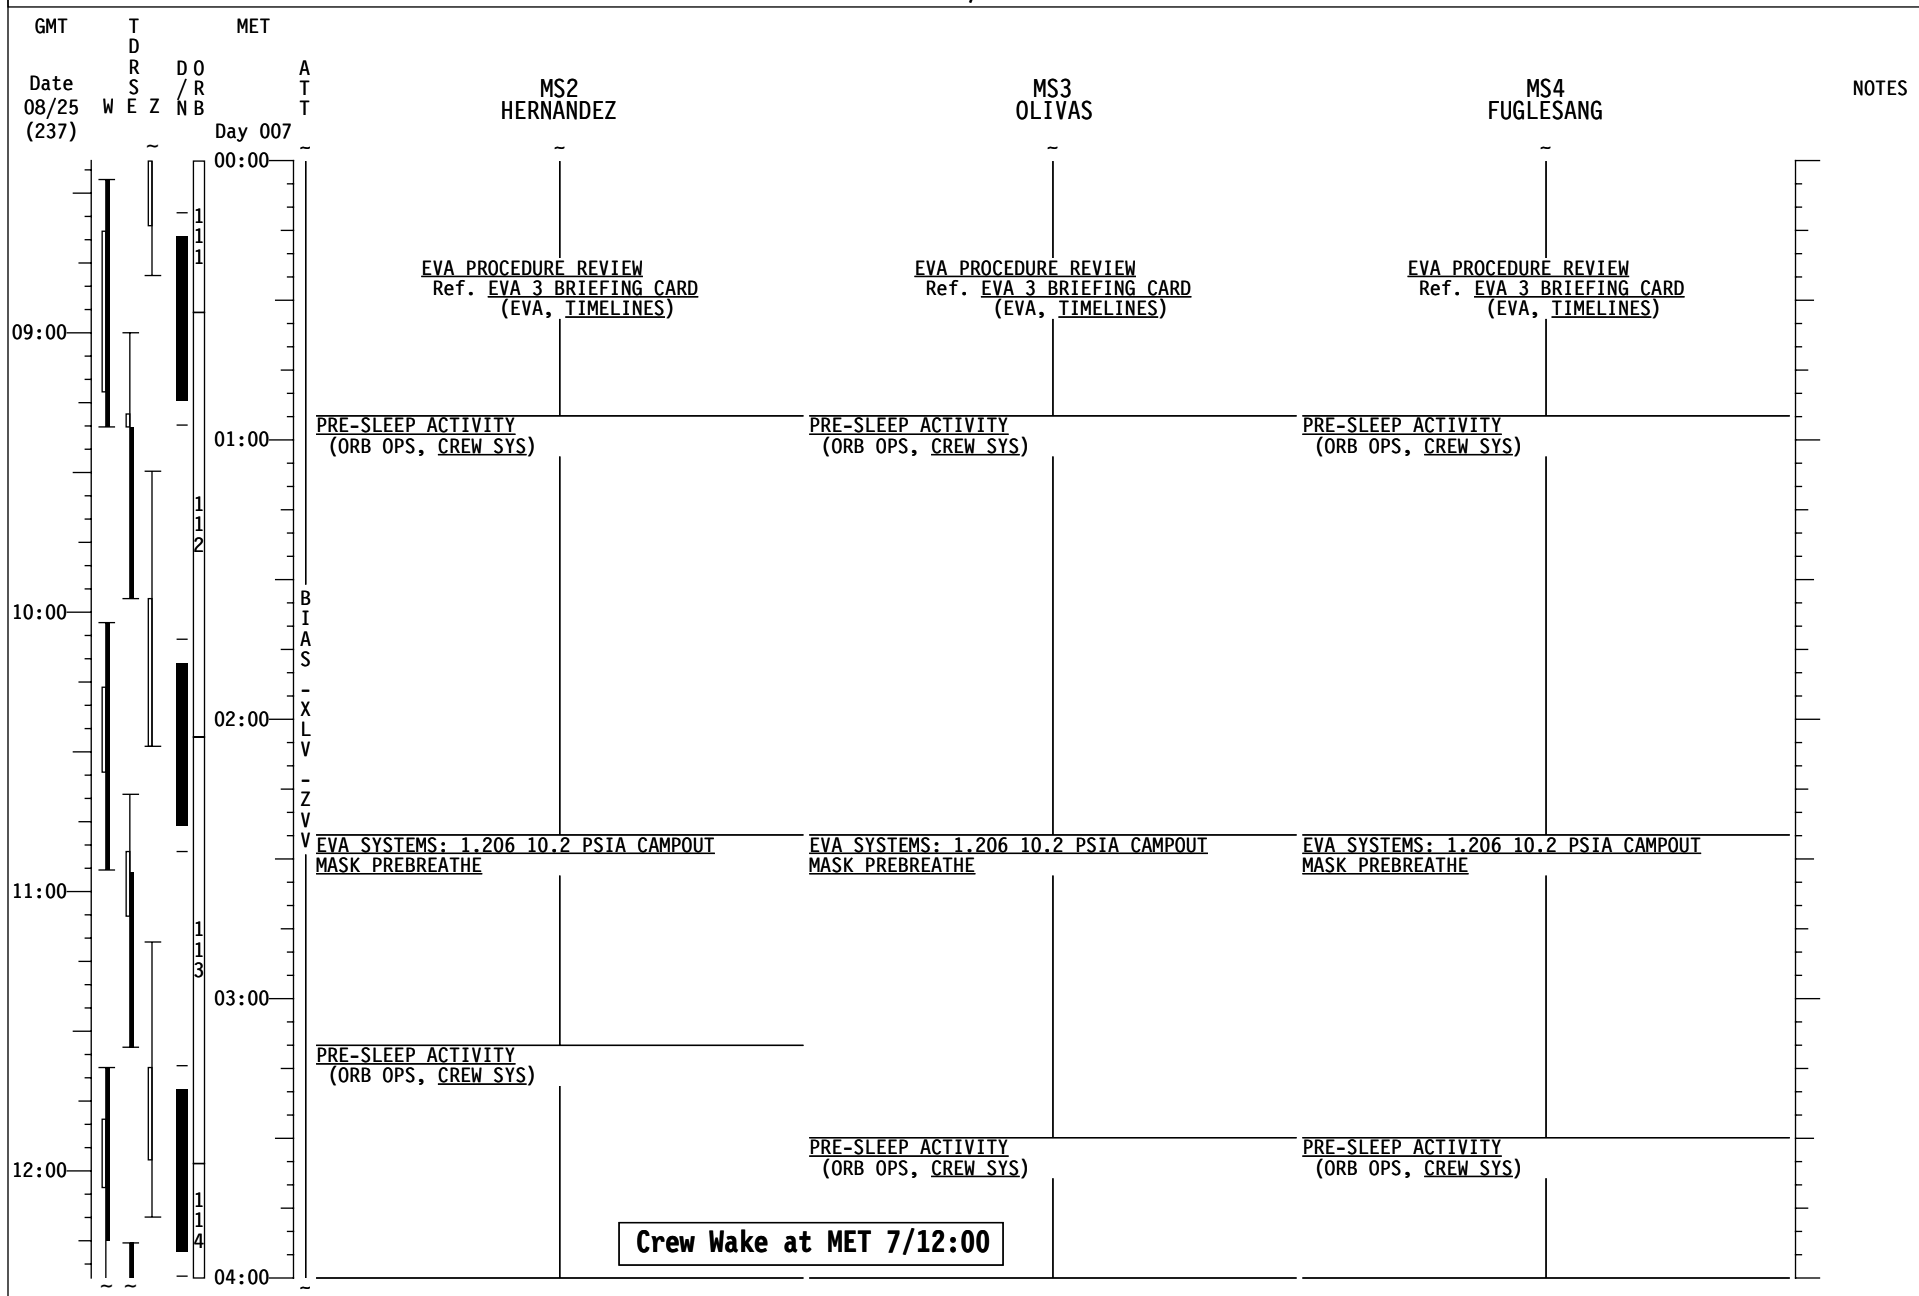 GMT
TDRS
MET
Date
08/25
(237)
W E Z
D/N
ORB
ATT
Day 007
MS2
HERNANDEZ
MS3
OLIVAS
MS4
FUGLESANG
NOTES
~ ~ ~ ~ ~
00:00
111
EVA PROCEDURE REVIEW
Ref. EVA 3 BRIEFING CARD
(EVA, TIMELINES)
EVA PROCEDURE REVIEW
Ref. EVA 3 BRIEFING CARD
(EVA, TIMELINES)
EVA PROCEDURE REVIEW
Ref. EVA 3 BRIEFING CARD
(EVA, TIMELINES)
09:00
PRE-SLEEP ACTIVITY
(ORB OPS, CREW SYS)
PRE-SLEEP ACTIVITY
(ORB OPS, CREW SYS)
PRE-SLEEP ACTIVITY
(ORB OPS, CREW SYS)
01:00
112
10:00
BIAS -XLV -ZVV
02:00
EVA SYSTEMS: 1.206 10.2 PSIA CAMPOUT
MASK PREBREATHE
EVA SYSTEMS: 1.206 10.2 PSIA CAMPOUT
MASK PREBREATHE
EVA SYSTEMS: 1.206 10.2 PSIA CAMPOUT
MASK PREBREATHE
11:00
113
03:00
PRE-SLEEP ACTIVITY
(ORB OPS, CREW SYS)
PRE-SLEEP ACTIVITY
(ORB OPS, CREW SYS)
PRE-SLEEP ACTIVITY
(ORB OPS, CREW SYS)
12:00
114
Crew Wake at MET 7/12:00
04:00
~ ~ ~